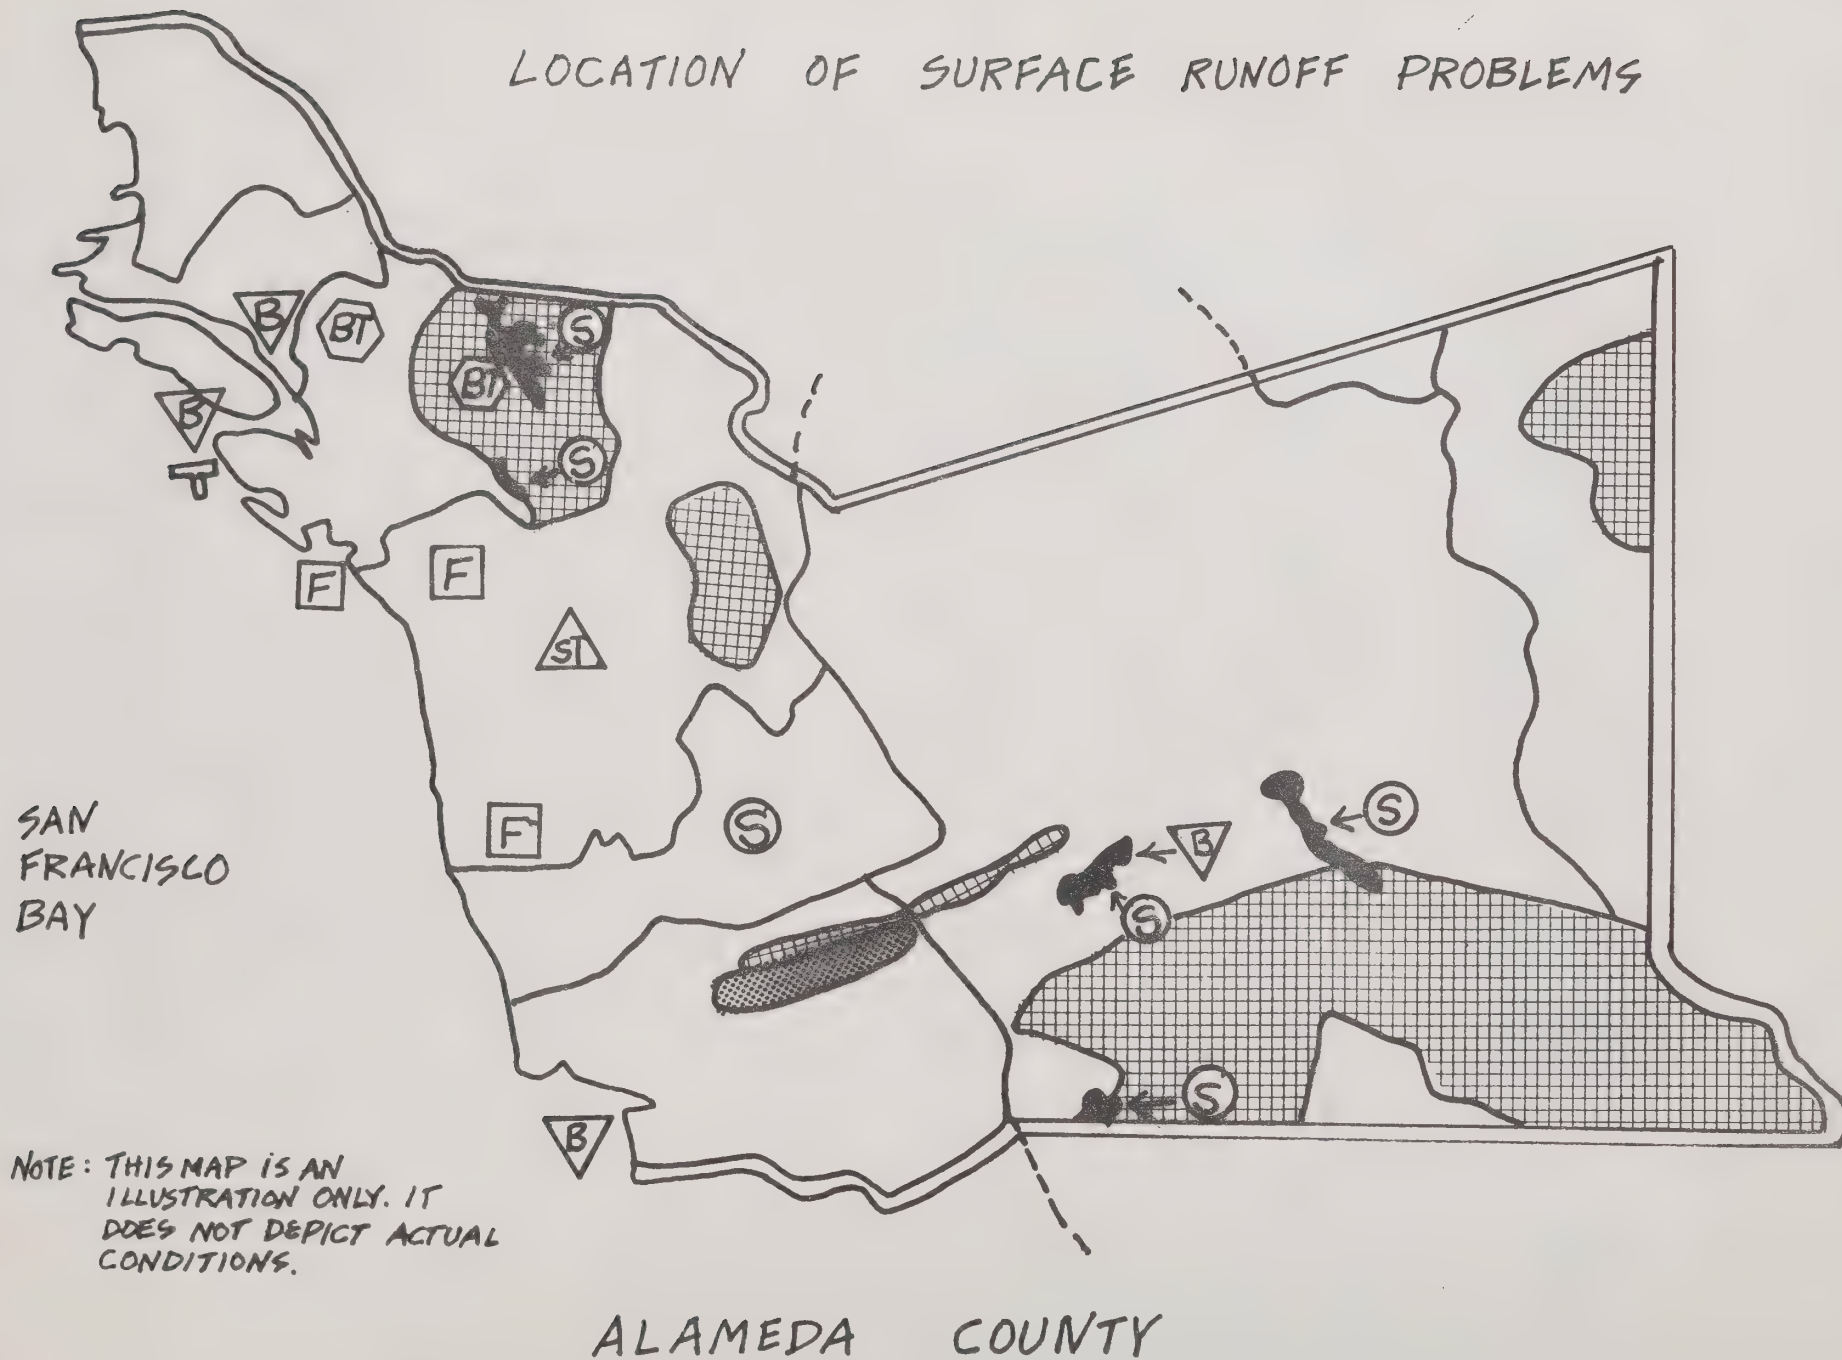 LOCATION OF SURFACE RUNOFF PROBLEMS
B
BT
S
BT
B
S
F
F
ST
SAN
FRANCISCO
BAY
F
S
S
B
S
S
B
NOTE: THIS MAP IS AN
ILLUSTRATION ONLY. IT
DOES NOT DEPICT ACTUAL
CONDITIONS.
ALAMEDA COUNTY